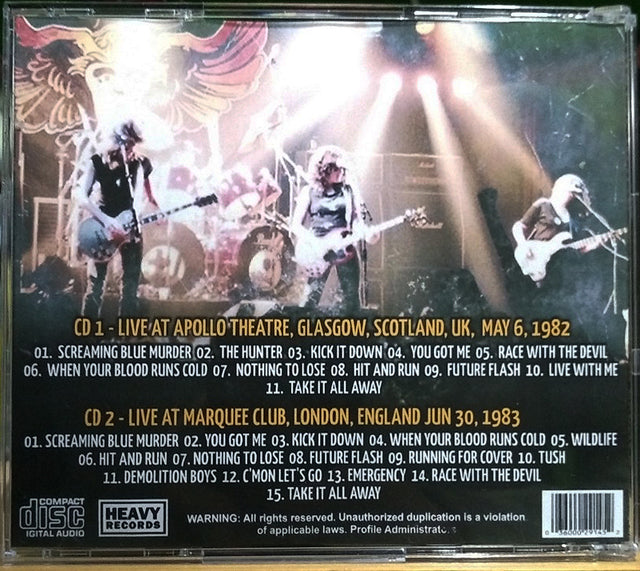 CD 1 - LIVE AT APOLLO THEATRE, GLASGOW, SCOTLAND, UK, MAY 6, 1982
01. SCREAMING BLUE MURDER 02. THE HUNTER 03. KICK IT DOWN 04. YOU GOT ME 05. RACE WITH THE DEVIL
06. WHEN YOUR BLOOD RUNS COLD 07. NOTHING TO LOSE 08. HIT AND RUN 09. FUTURE FLASH 10. LIVE WITH ME
11. TAKE IT ALL AWAY
CD 2 - LIVE AT MARQUEE CLUB, LONDON, ENGLAND JUN 30, 1983
01. SCREAMING BLUE MURDER 02. YOU GOT ME 03. KICK IT DOWN 04. WHEN YOUR BLOOD RUNS COLD 05. WILDLIFE
06. HIT AND RUN 07. NOTHING TO LOSE 08. FUTURE FLASH 09. RUNNING FOR COVER 10. TUSH
11. DEMOLITION BOYS 12. C'MON LET'S GO 13. EMERGENCY 14. RACE WITH THE DEVIL
15. TAKE IT ALL AWAY
COMPACT
disc
IGITAL AUDIO
HEAVY
RECORDS
WARNING: All rights reserved. Unauthorized duplication is a violation
of applicable laws. Profile
0 36000 29145 2